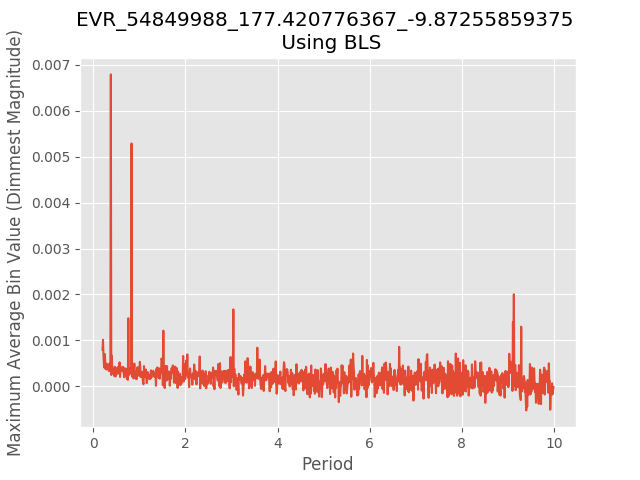 EVR_54849988_177.420776367_-9.87255859375
Using BLS
Maximum Average Bin Value (Dimmest Magnitude)
0.007
0.006
0.005
0.004
0.003
0.002
0.001
0.000
0 2 4 6 8 10
Period